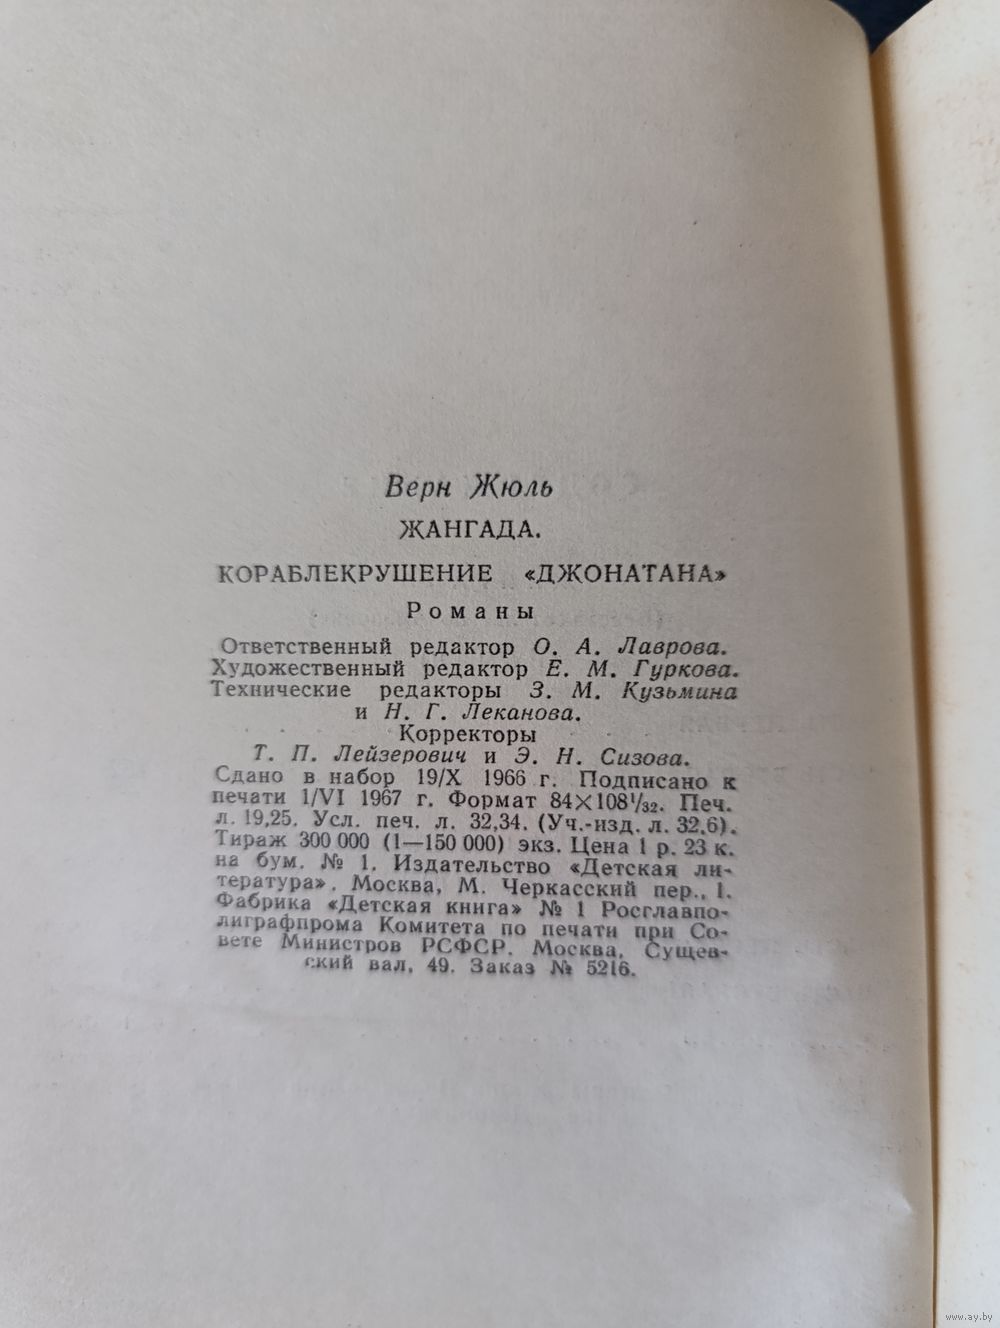 Верн Жюль
ЖАНГАДА.
КОРАБЛЕКРУШЕНИЕ «ДЖОНАТАНА»
Романы
Ответственный редактор О. А. Лаврова.
Художественный редактор Е. М. Гуркова.
Технические редакторы З. М. Кузьмина
и Н. Г. Леканова.
Корректоры
Т. П. Лейзерович и Э. Н. Сизова.
Сдано в набор 19/X 1966 г. Подписано к
печати 1/VI 1967 г. Формат 84×108¹/₃₂. Печ.
л. 19,25. Усл. печ. л. 32,34. (Уч.-изд. л. 32,6).
Тираж 300 000 (1—150 000) экз. Цена 1 р. 23 к.
на бум. № 1. Издательство «Детская ли-
тература». Москва, М. Черкасский пер., 1.
Фабрика «Детская книга» № 1 Росглавпо-
лиграфпрома Комитета по печати при Со-
вете Министров РСФСР. Москва, Сущев-
ский вал, 49. Заказ № 5216.
www.ay.by